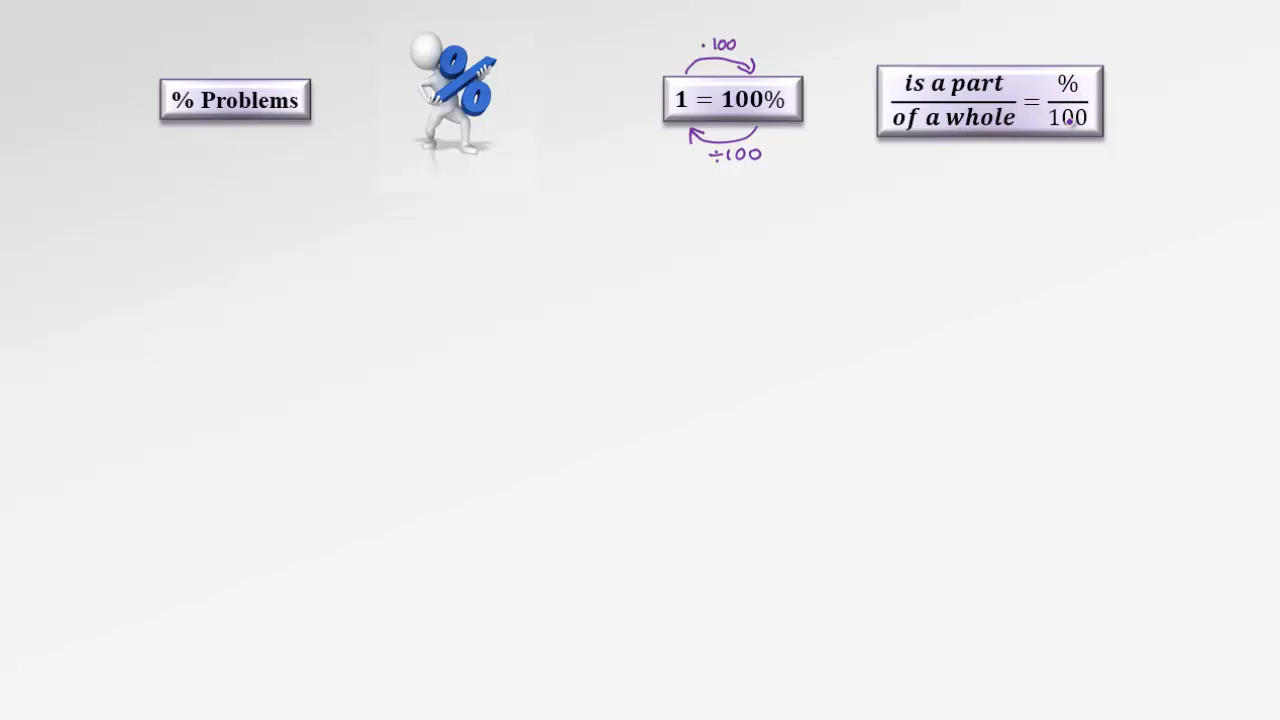 % Problems
%
· 100
1 = 100%
÷100
is a part
of a whole
=
%
100